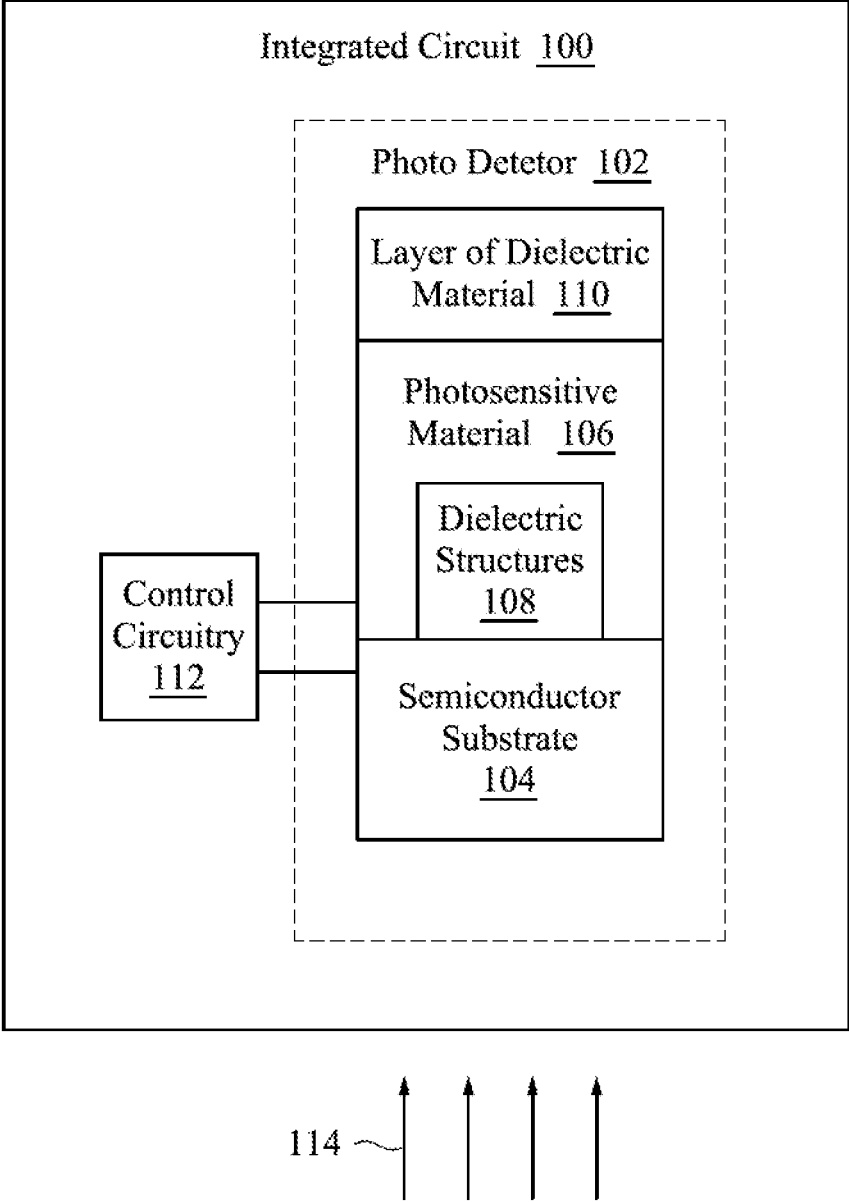 Integrated Circuit 100
Photo Detetor 102
Layer of Dielectric
Material 110
Photosensitive
Material 106
Dielectric
Structures
108
Control
Circuitry
112
Semiconductor
Substrate
104
114